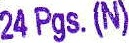 24 Pgs. (N)